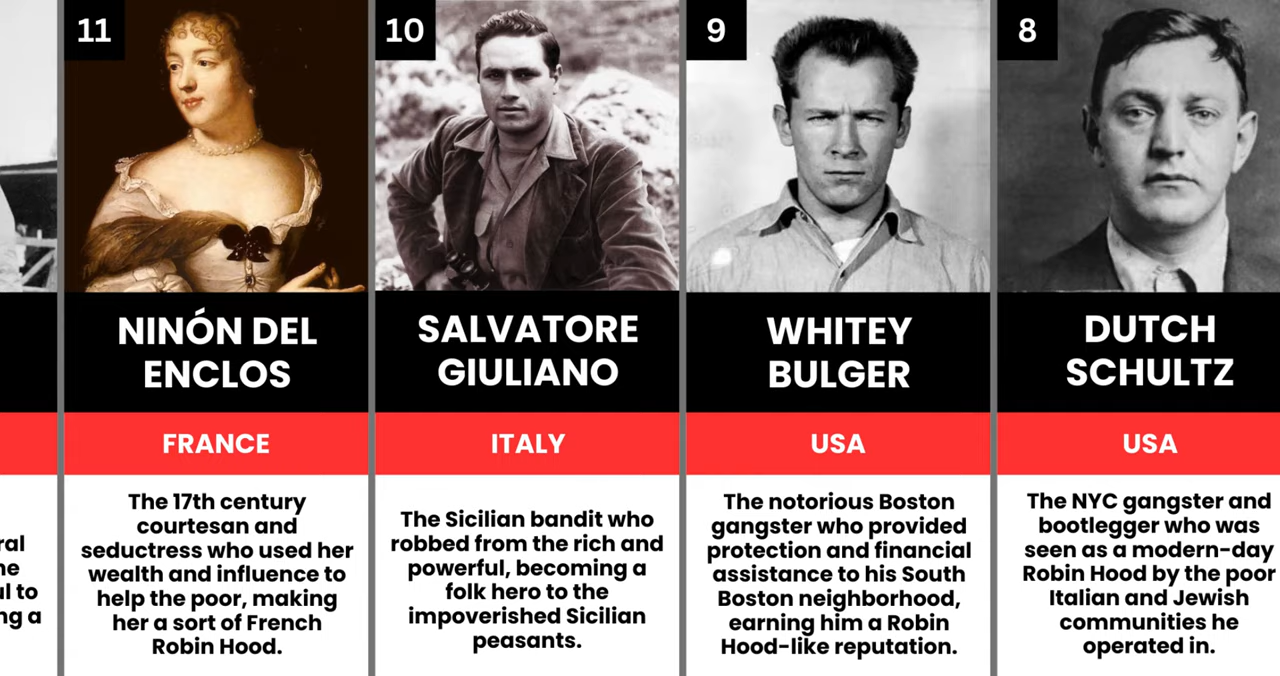 11
NINÓN DEL
ENCLOS
FRANCE
The 17th century
courtesan and
seductress who used her
wealth and influence to
help the poor, making
her a sort of French
Robin Hood.
10
SALVATORE
GIULIANO
ITALY
The Sicilian bandit who
robbed from the rich and
powerful, becoming a
folk hero to the
impoverished Sicilian
peasants.
9
WHITEY
BULGER
USA
The notorious Boston
gangster who provided
protection and financial
assistance to his South
Boston neighborhood,
earning him a Robin
Hood-like reputation.
8
DUTCH
SCHULTZ
USA
The NYC gangster and
bootlegger who was
seen as a modern-day
Robin Hood by the poor
Italian and Jewish
communities he
operated in.